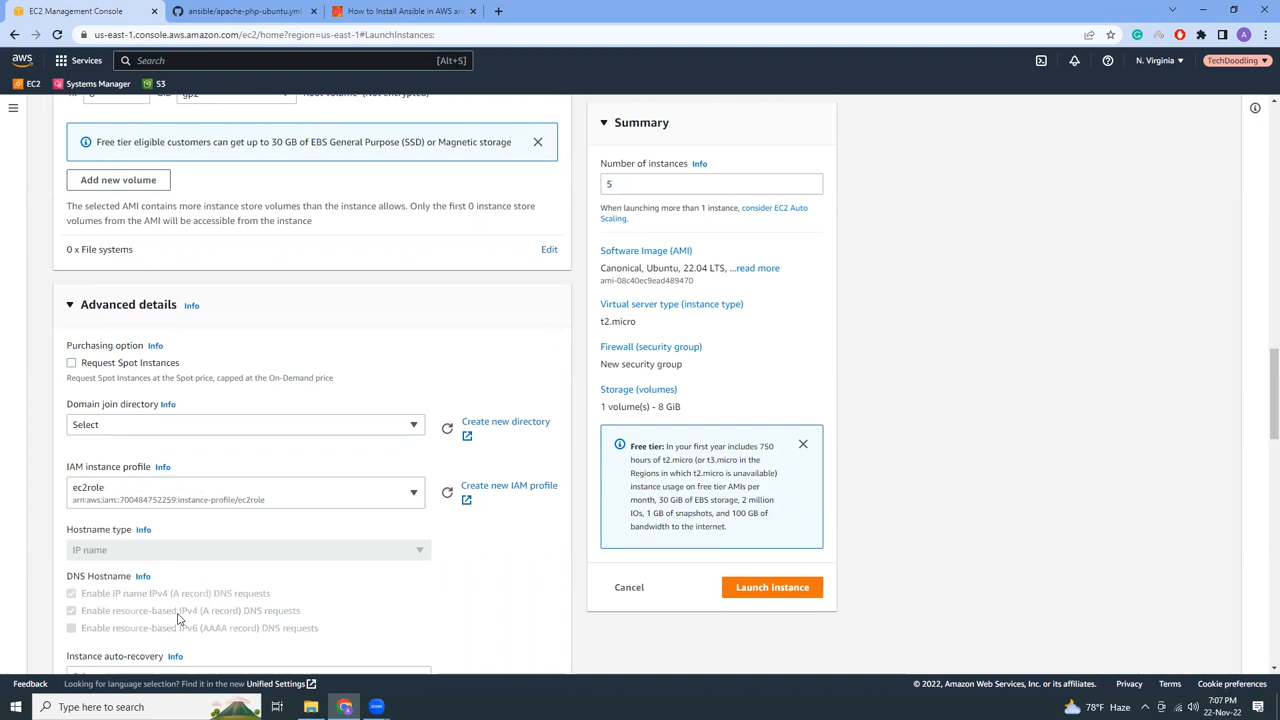 EC2 Management Console
ansible/apache-php-ubuntu.yml
How to Install Ansible in AWS an
us-east-1.console.aws.amazon.com/ec2/home?region=us-east-1#LaunchInstances:
aws
Services
Search
[Alt+S]
N. Virginia
TechDoodling
EC2
Systems Manager
S3
Free tier eligible customers can get up to 30 GB of EBS General Purpose (SSD) or Magnetic storage
Add new volume
The selected AMI contains more instance store volumes than the instance allows. Only the first 0 instance store
volumes from the AMI will be accessible from the instance
0 x File systems
Edit
Advanced details Info
Purchasing option Info
Request Spot Instances
Request Spot Instances at the Spot price, capped at the On-Demand price
Domain join directory Info
Select
Create new directory
IAM instance profile Info
ec2role
arn:aws:iam::700484752259:instance-profile/ec2role
Create new IAM profile
Hostname type Info
IP name
DNS Hostname Info
Enable IP name IPv4 (A record) DNS requests
Enable resource-based IPv4 (A record) DNS requests
Enable resource-based IPv6 (AAAA record) DNS requests
Instance auto-recovery Info
Summary
Number of instances Info
5
When launching more than 1 instance, consider EC2 Auto
Scaling.
Software Image (AMI)
Canonical, Ubuntu, 22.04 LTS, ...read more
ami-08c40ec9ead489470
Virtual server type (instance type)
t2.micro
Firewall (security group)
New security group
Storage (volumes)
1 volume(s) - 8 GiB
Free tier: In your first year includes 750
hours of t2.micro (or t3.micro in the
Regions in which t2.micro is unavailable)
instance usage on free tier AMIs per
month, 30 GiB of EBS storage, 2 million
IOs, 1 GB of snapshots, and 100 GB of
bandwidth to the internet.
Cancel
Launch instance
Feedback
Looking for language selection? Find it in the new Unified Settings
© 2022, Amazon Web Services, Inc. or its affiliates.
Privacy
Terms
Cookie preferences
Type here to search
78°F Haze
7:07 PM
22-Nov-22